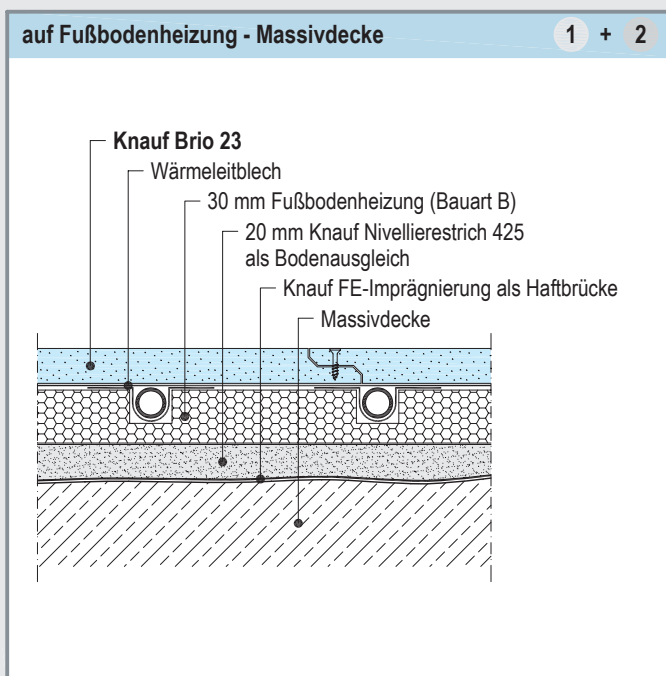 auf Fußbodenheizung - Massivdecke 1 + 2
Knauf Brio 23
Wärmeleitblech
30 mm Fußbodenheizung (Bauart B)
20 mm Knauf Nivellierestrich 425
als Bodenausgleich
Knauf FE-Imprägnierung als Haftbrücke
Massivdecke